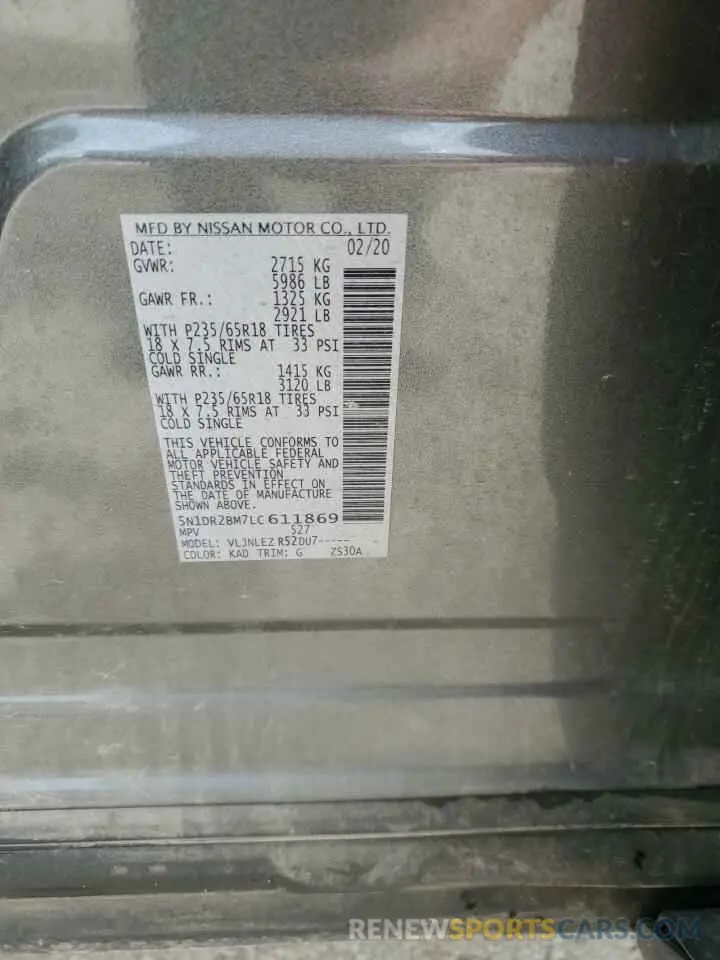 MFD BY NISSAN MOTOR CO., LTD.
DATE: 02/20
GVWR: 2715 KG
5986 LB
GAWR FR.: 1325 KG
2921 LB
WITH P235/65R18 TIRES
18 X 7.5 RIMS AT 33 PSI
COLD SINGLE
GAWR RR.: 1415 KG
3120 LB
WITH P235/65R18 TIRES
18 X 7.5 RIMS AT 33 PSI
COLD SINGLE
THIS VEHICLE CONFORMS TO
ALL APPLICABLE FEDERAL
MOTOR VEHICLE SAFETY AND
THEFT PREVENTION
STANDARDS IN EFFECT ON
THE DATE OF MANUFACTURE
SHOWN ABOVE.
5N1DR2BM7LC611869
MPV 527
MODEL: VLJNLEZ R52DU7-----
COLOR: KAD TRIM: G ZS30A
RENEWSPORTSCARS.COM